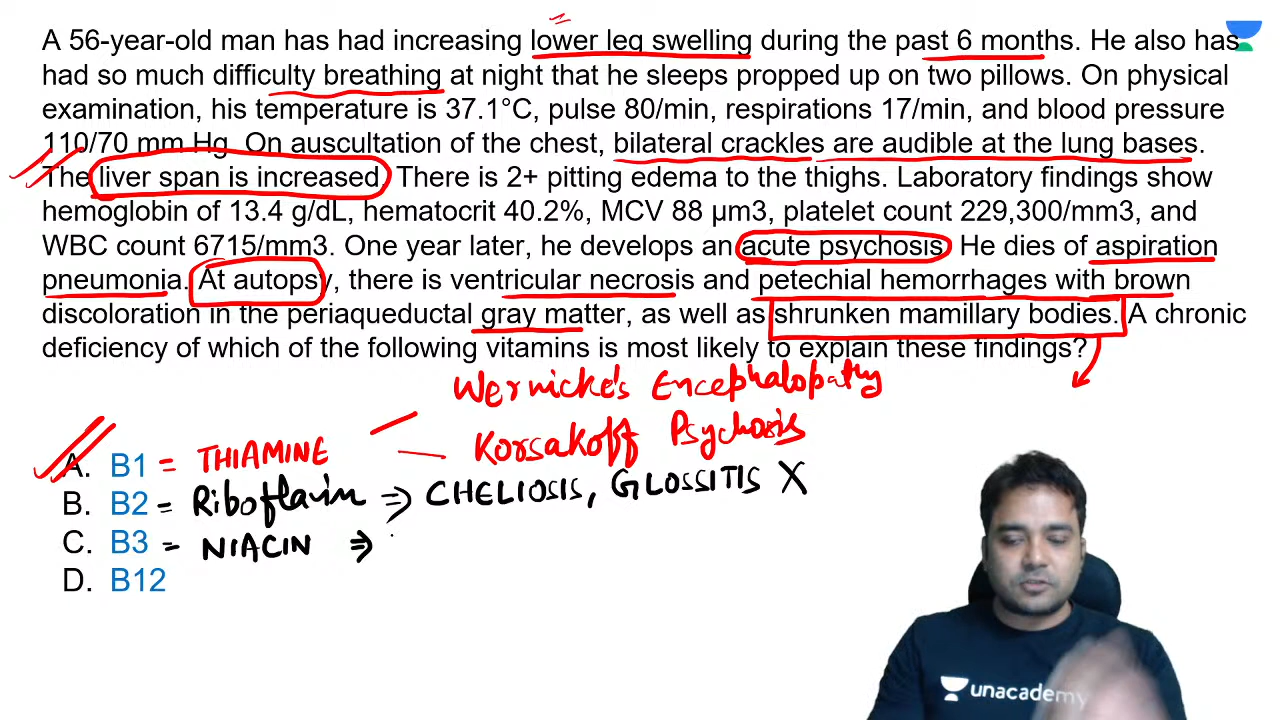 A 56-year-old man has had increasing lower leg swelling during the past 6 months. He also has
had so much difficulty breathing at night that he sleeps propped up on two pillows. On physical
examination, his temperature is 37.1°C, pulse 80/min, respirations 17/min, and blood pressure
110/70 mm Hg. On auscultation of the chest, bilateral crackles are audible at the lung bases.
The liver span is increased. There is 2+ pitting edema to the thighs. Laboratory findings show
hemoglobin of 13.4 g/dL, hematocrit 40.2%, MCV 88 µm3, platelet count 229,300/mm3, and
WBC count 6715/mm3. One year later, he develops an acute psychosis. He dies of aspiration
pneumonia. At autopsy, there is ventricular necrosis and petechial hemorrhages with brown
discoloration in the periaqueductal gray matter, as well as shrunken mamillary bodies. A chronic
deficiency of which of the following vitamins is most likely to explain these findings?
Wernicke's Encephalopathy
Korsakoff Psychosis
A. B1 = THIAMINE
B. B2 = Riboflavin ⇒ CHELIOSIS, GLOSSITIS X
C. B3 = NIACIN ⇒
D. B12
unacademy